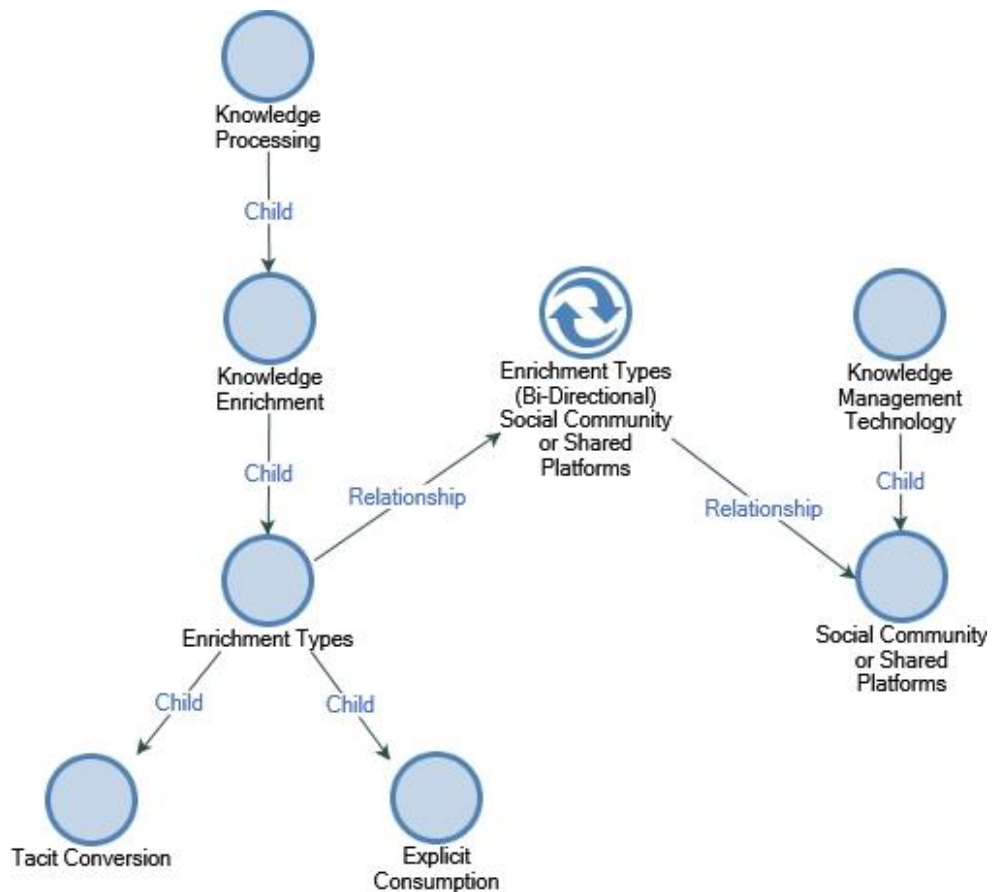 Knowledge
Processing
Child
Knowledge
Enrichment
Enrichment Types
(Bi-Directional)
Social Community
or Shared
Platforms
Knowledge
Management
Technology
Child
Relationship
Relationship
Child
Enrichment Types
Social Community
or Shared
Platforms
Child
Child
Tacit Conversion
Explicit
Consumption